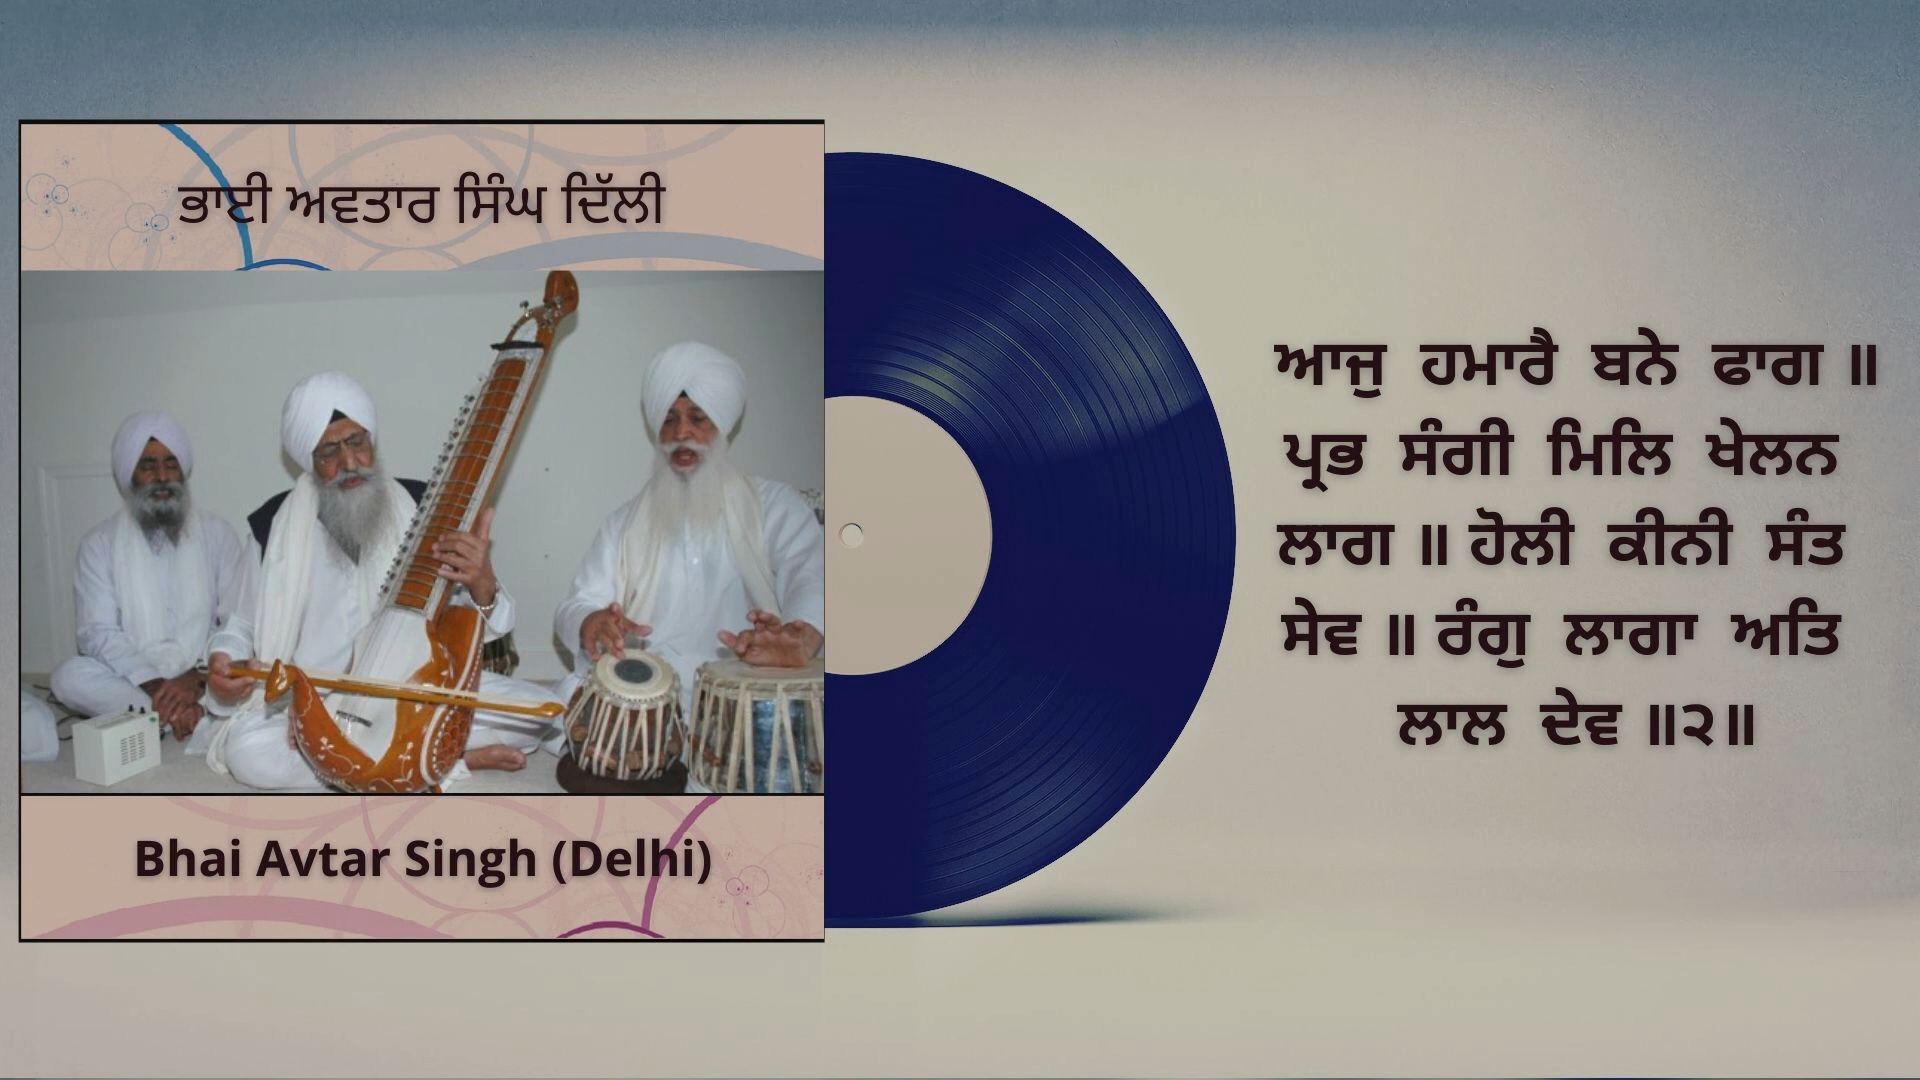 ਭਾਈ ਅਵਤਾਰ ਸਿੰਘ ਦਿੱਲੀ
Bhai Avtar Singh (Delhi)
ਆਜੁ ਹਮਾਰੈ ਬਨੇ ਫਾਗ ॥
ਪ੍ਰਭ ਸੰਗੀ ਮਿਲਿ ਖੇਲਨ
ਲਾਗ ॥ ਹੋਲੀ ਕੀਨੀ ਸੰਤ
ਸੇਵ ॥ ਰੰਗੁ ਲਾਗਾ ਅਤਿ
ਲਾਲ ਦੇਵ ॥੨॥